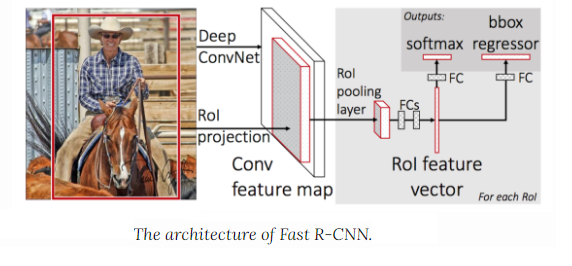 Outputs:
bbox
softmax regressor
Deep
ConvNet
FC
FC
RoI
pooling
layer
FCs
RoI
projection
Conv
feature map
RoI feature
vector
For each RoI
The architecture of Fast R-CNN.